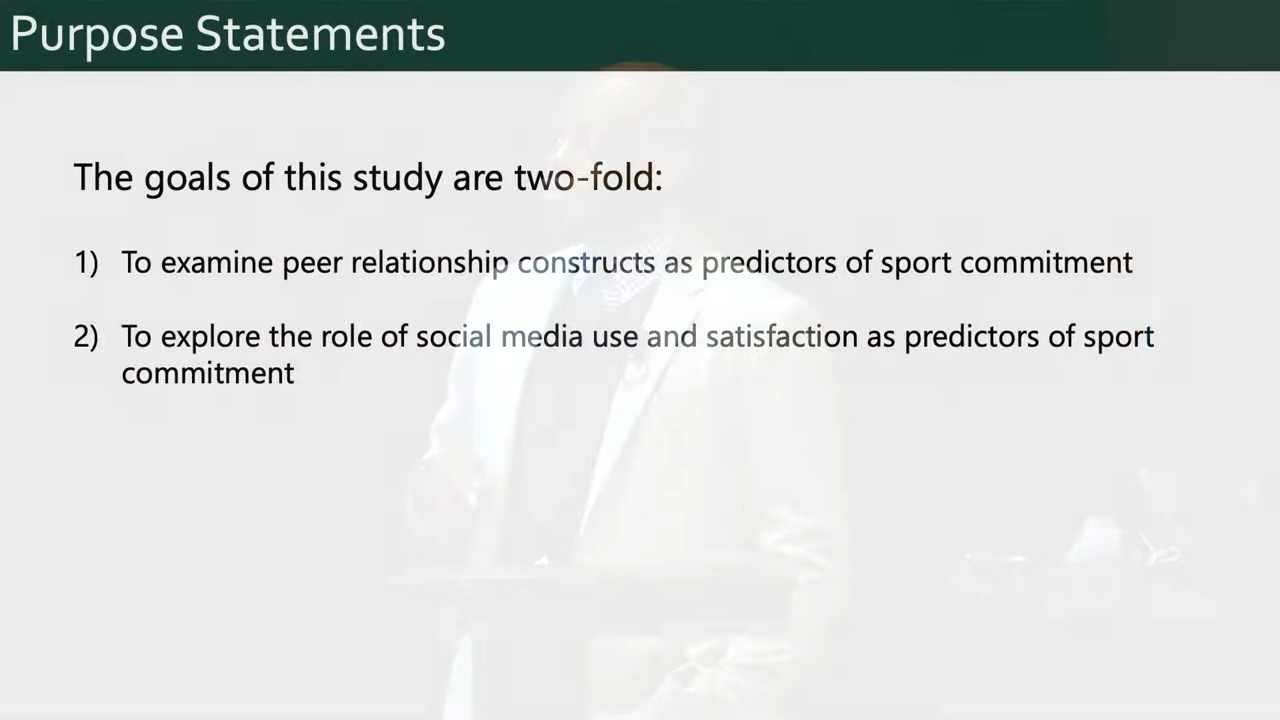 Purpose Statements
The goals of this study are two-fold:
1) To examine peer relationship constructs as predictors of sport commitment
2) To explore the role of social media use and satisfaction as predictors of sport
commitment